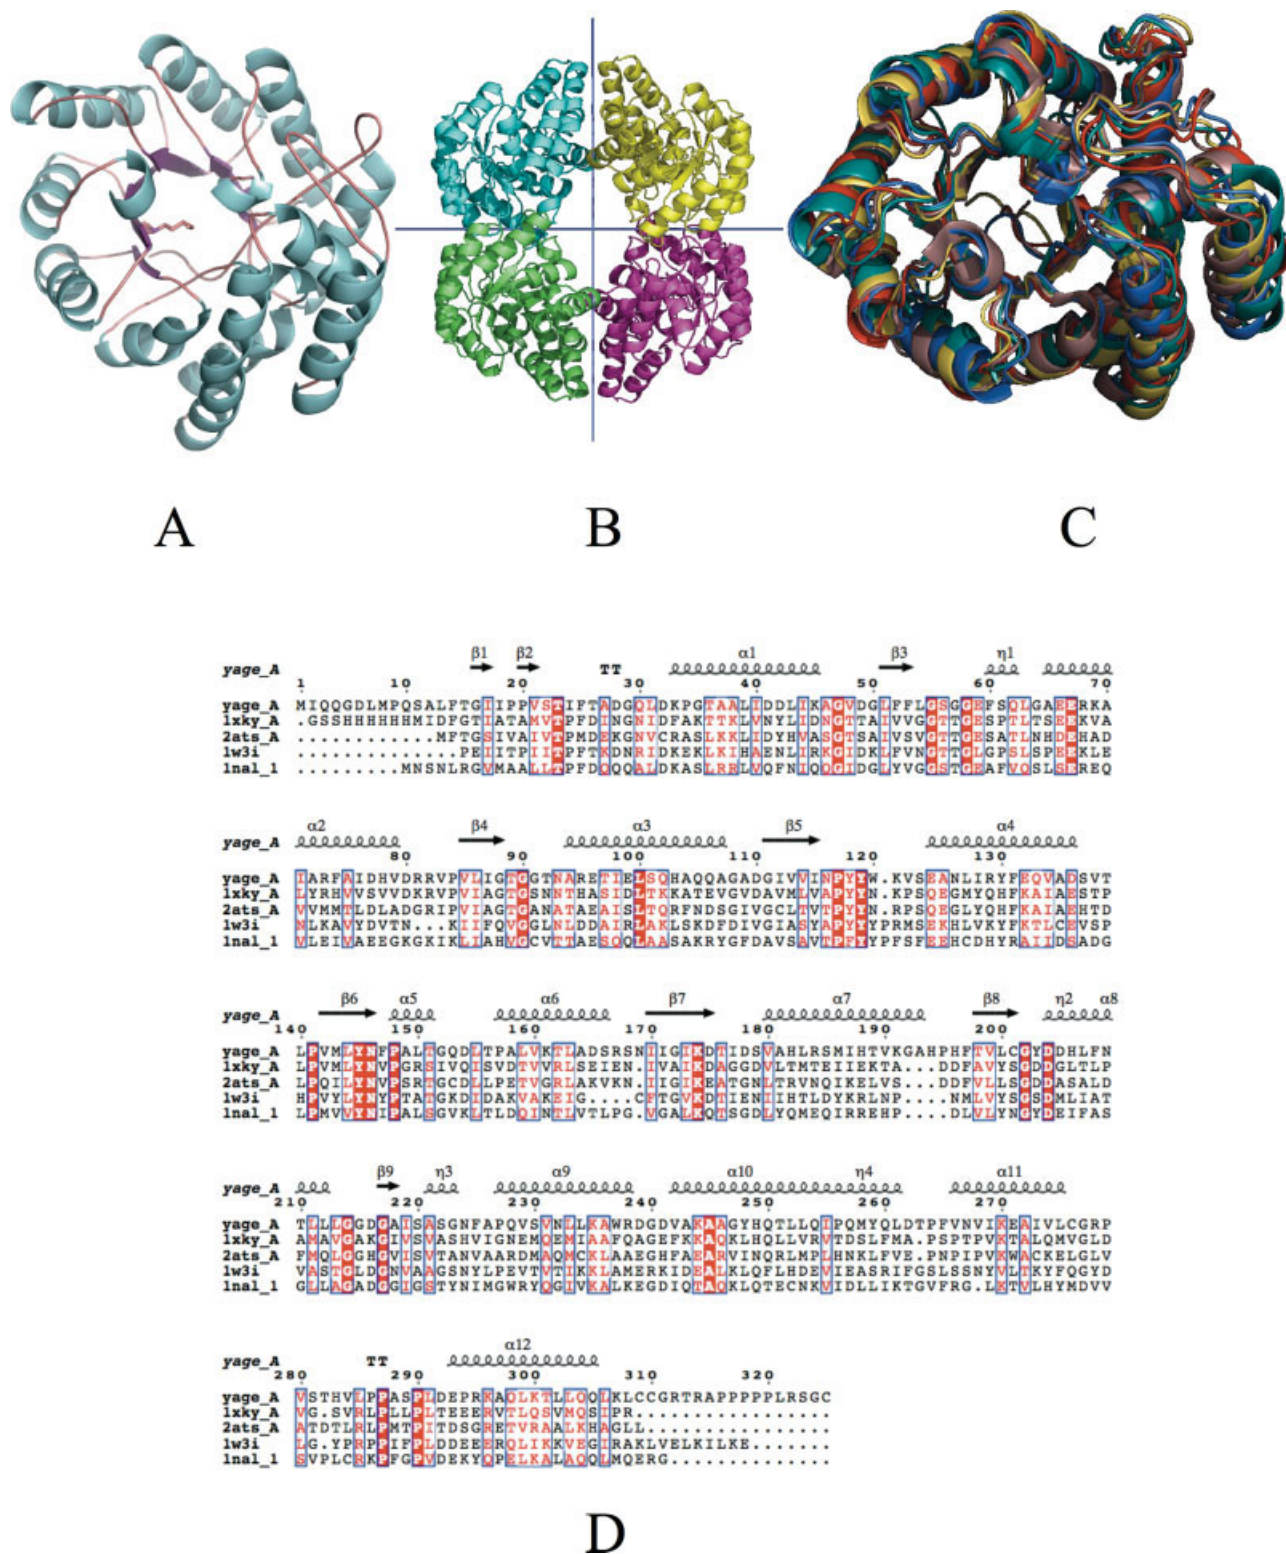 A
B
C
β1 β2 α1 β3 η1
yage_A TT
1 10 20 30 40 50 60 70
yage_A MIQQGDLMPQSALFTGIIPPVSTIFTADGQLDKPGTAALIDDLIKAGVDGLFFLGSGGEFSQLGAEERKA
1xky_A .GSSHHHHHHMIDFGTIATAMVTPFDINGNIDFAKTTKLVNYLIDNGTTAIVVGGTTGESPTLTSEEKVA
2ats_A ............MFTGSIVAIVTPMDEKGNVCRASLKKLIDYHVASGTSAIVSVGTTGESATLNHDEHAD
1w3i ..............PEIITPIITPFTKDNRIDKEKLKIHAENLIRKGIDKLFVNGTTGLGPSLSPEEKLE
1nal_1 .........MNSNLRGVMAALLTPFDQQQALDKASLRRLVQFNIQQGIDGLYVGGSTGEAFVQSLSEREQ
α2 β4 α3 β5 α4
yage_A
80 90 100 110 120 130
yage_A IARFAIDHVDRRVPVLIGTGGTNARETIELSQHAQQAGADGIVVINPYYW.KVSEANLIRYFEQVADSVT
1xky_A LYRHVVSVVDKRVPVIAGTGSNNTHASIDLTKKATEVGVDAVMLVAPYYN.KPSQEGMYQHFKAIAESTP
2ats_A VVMMTLDLADGRIPVIAGTGANATAEAISLTQRFNDSGIVGCLTVTPYYN.RPSQEGLYQHFKAIAEHTD
1w3i NLKAVYDVTN...KIIFQVGGLNLDDAIRLAKLSKDFDIVGIASYAPYYYPRMSEKHLVKYFKTLCEVSP
1nal_1 VLEIVAEEGKGKIKLIAHVGCVTTAESQQLAASAKRYGFDAVSAVTPFYYPFSFEEHCDHYRAIIDSADG
β6 α5 α6 β7 α7 β8 η2 α8
yage_A
140 150 160 170 180 190 200
yage_A LPVMLYNFPALTGQDLTPALVKTLADSRSNIIGIKDTIDSVAHLRSMIHTVKGAHPHFTVLCGYDDHLFN
1xky_A LPVMLYNVPGRSIVQISVDTVVRLSEIEN.IVAIKDAGGDVLTMTEIIEKTA...DDFAVYSGDDGLTLP
2ats_A LPQILYNVPSRTGCDLLPETVGRLAKVKN.IIGIKEATGNLTRVNQIKELVS...DDFVLLSGDDASALD
1w3i HPVYLYNYPTATGKDIDAKVAKEIG....CFTGVKDTIENIIHTLDYKRLNP....NMLVYSGSDMLIAT
1nal_1 LPMVVYNIPALSGVKLTLDQINTLVTLPG.VGALKQTSGDLYQMEQIRREHP....DLVLYNGYDEIFAS
β9 η3 α9 α10 η4 α11
yage_A
210 220 230 240 250 260 270
yage_A TLLLGGDGAISASGNFAPQVSVNLLKAWRDGDVAKAAGYHQTLLQIPQMYQLDTPFVNVIKEAIVLCGRP
1xky_A AMAVGAKGIVSVASHVIGNEMQEMIAAFQAGEFKKAQKLHQLLVRVTDSLFMA.PSPTPVKTALQMVGLD
2ats_A FMQLGGHGVISVTANVAARDMAQMCKLAAEGHFAEARVINQRLMPLHNKLFVE.PNPIPVKWACKELGLV
1w3i VASTGLDGNVAAGSNYLPEVTVTIKKLAMERKIDEALKLQFLHDEVIEASRIFGSLSSNYVLTKYFQGYD
1nal_1 GLLAGADGGIGSTYNIMGWRYQGIVKALKEGDIQTAQKLQTECNKVIDLLIKTGVFRG.LKTVLHYMDVV
α12
yage_A TT
280 290 300 310 320
yage_A VSTHVLPPASPLDEPRKAQLKTLLQQLKLCCGRTRAPPPPPLRSGC
1xky_A VG.SVRLPLLPLTEEERVTLQSVMQSIPR.................
2ats_A ATDTLRLPMTPITDSGRETVRAALKHAGLL................
1w3i LG.YPRPPIFPLDDEEERQLIKKVEGIRAKLVELKILKE.......
1nal_1 SVPLCRKPFGPVDEKYQPELKALAQQLMQERG..............
D